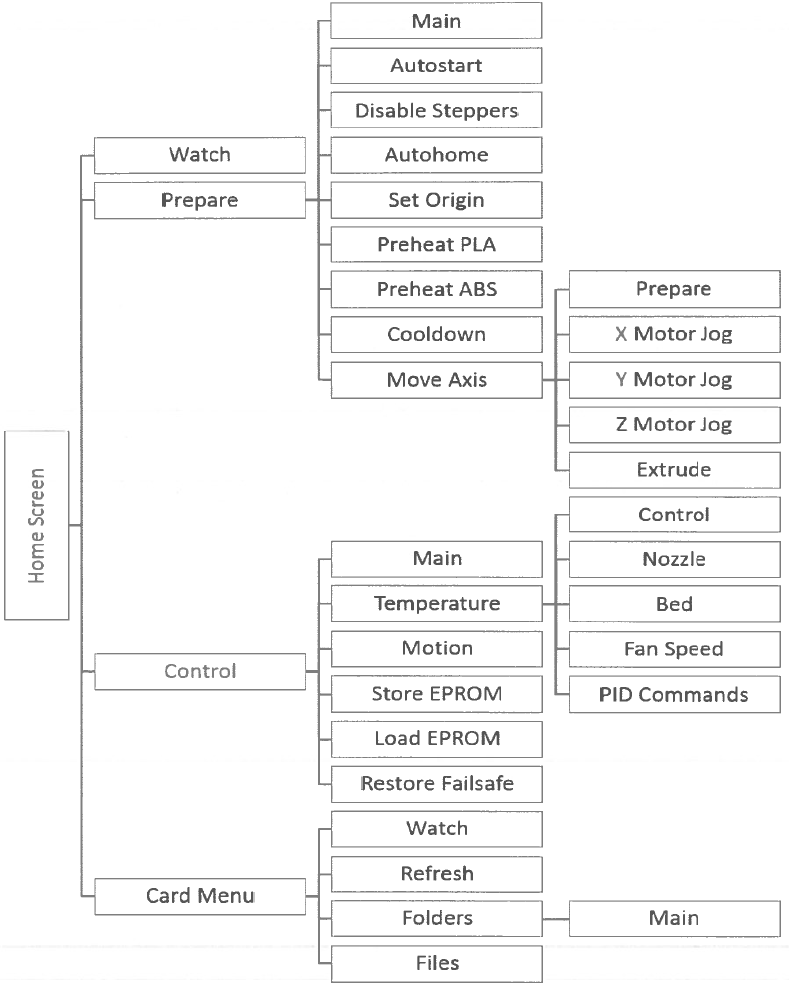 Home Screen
Watch
Prepare
Main
Autostart
Disable Steppers
Autohome
Set Origin
Preheat PLA
Preheat ABS
Cooldown
Move Axis
Prepare
X Motor Jog
Y Motor Jog
Z Motor Jog
Extrude
Control
Main
Temperature
Control
Nozzle
Bed
Fan Speed
PID Commands
Motion
Store EPROM
Load EPROM
Restore Failsafe
Card Menu
Watch
Refresh
Folders
Main
Files